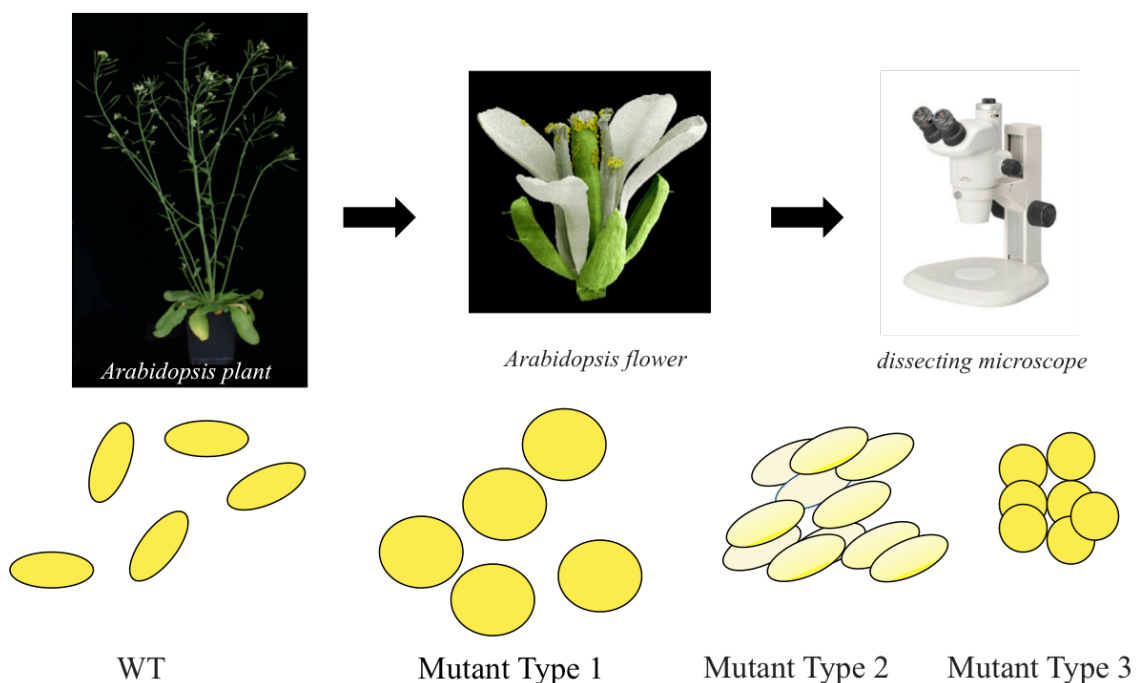 Arabidopsis plant
Arabidopsis flower
dissecting microscope
WT
Mutant Type 1
Mutant Type 2
Mutant Type 3